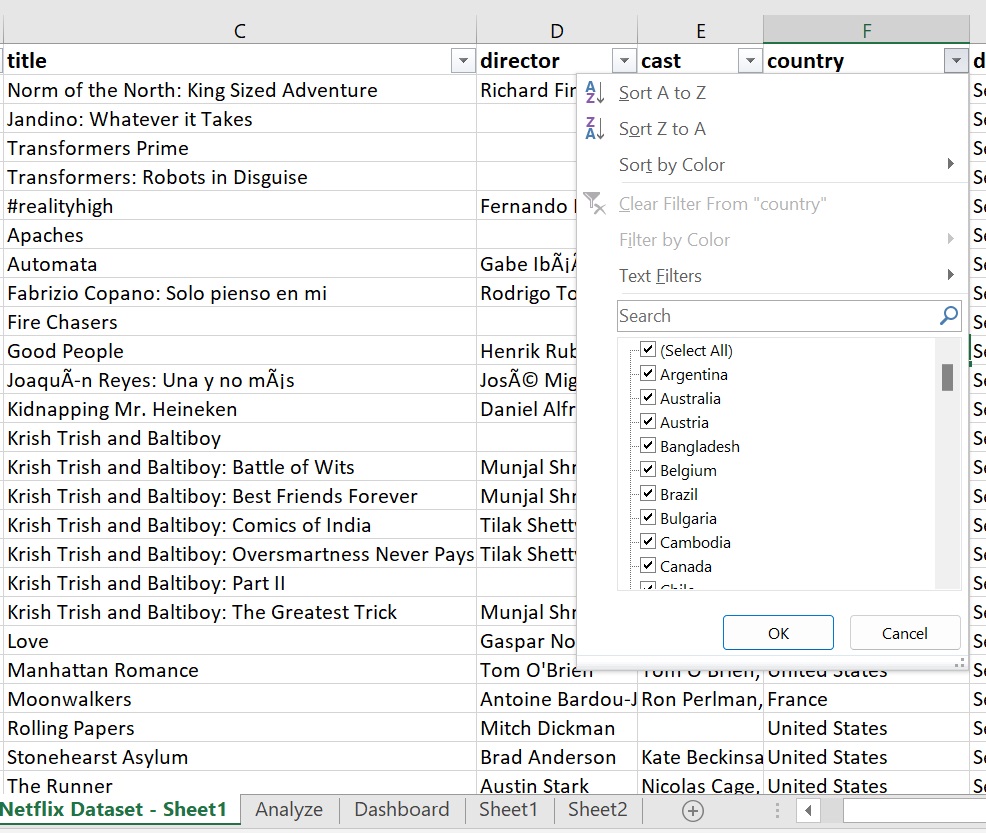 C D E F
title director cast country
Norm of the North: King Sized Adventure Richard Fin
Jandino: Whatever it Takes
Transformers Prime
Transformers: Robots in Disguise
#realityhigh Fernando
Apaches
Automata Gabe IbÃ¡Ã
Fabrizio Copano: Solo pienso en mi Rodrigo To
Fire Chasers
Good People Henrik Rub
JoaquÃ-n Reyes: Una y no mÃ¡s JosÃ© Mig
Kidnapping Mr. Heineken Daniel Alfr
Krish Trish and Baltiboy
Krish Trish and Baltiboy: Battle of Wits Munjal Shr
Krish Trish and Baltiboy: Best Friends Forever Munjal Shr
Krish Trish and Baltiboy: Comics of India Tilak Shetty
Krish Trish and Baltiboy: Oversmartness Never Pays Tilak Shetty
Krish Trish and Baltiboy: Part II
Krish Trish and Baltiboy: The Greatest Trick Munjal Shr
Love Gaspar No
Manhattan Romance Tom O'Brien Tom O'Brien, United States
Moonwalkers Antoine Bardou-J Ron Perlman, France
Rolling Papers Mitch Dickman United States
Stonehearst Asylum Brad Anderson Kate Beckinsa United States
The Runner Austin Stark Nicolas Cage, United States
Sort A to Z
Sort Z to A
Sort by Color
Clear Filter From "country"
Filter by Color
Text Filters
Search
(Select All)
Argentina
Australia
Austria
Bangladesh
Belgium
Brazil
Bulgaria
Cambodia
Canada
Chile
OK Cancel
Netflix Dataset - Sheet1 Analyze Dashboard Sheet1 Sheet2